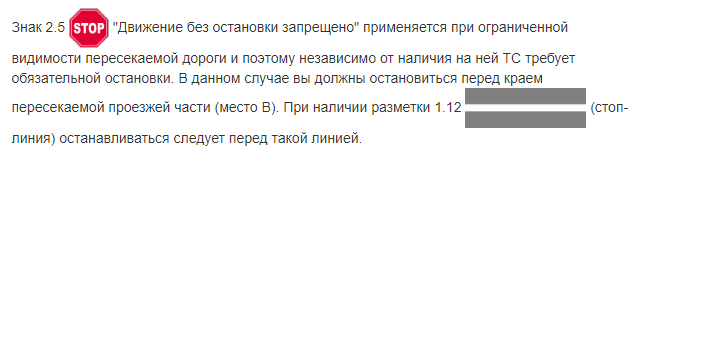 Знак 2.5 STOP "Движение без остановки запрещено" применяется при ограниченной
видимости пересекаемой дороги и поэтому независимо от наличия на ней ТС требует
обязательной остановки. В данном случае вы должны остановиться перед краем
пересекаемой проезжей части (место В). При наличии разметки 1.12 (стоп-
линия) останавливаться следует перед такой линией.